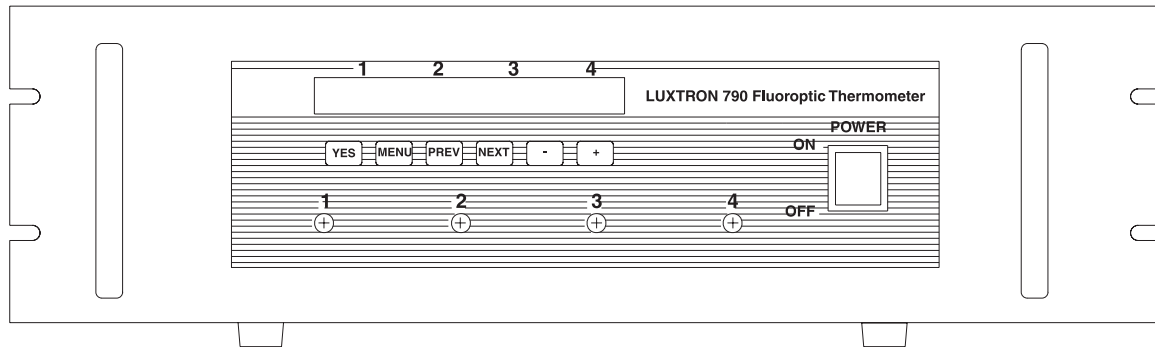 1 2 3 4
LUXTRON 790 Fluoroptic Thermometer
POWER
ON
YES MENU PREV NEXT - +
1 2 3 4
OFF